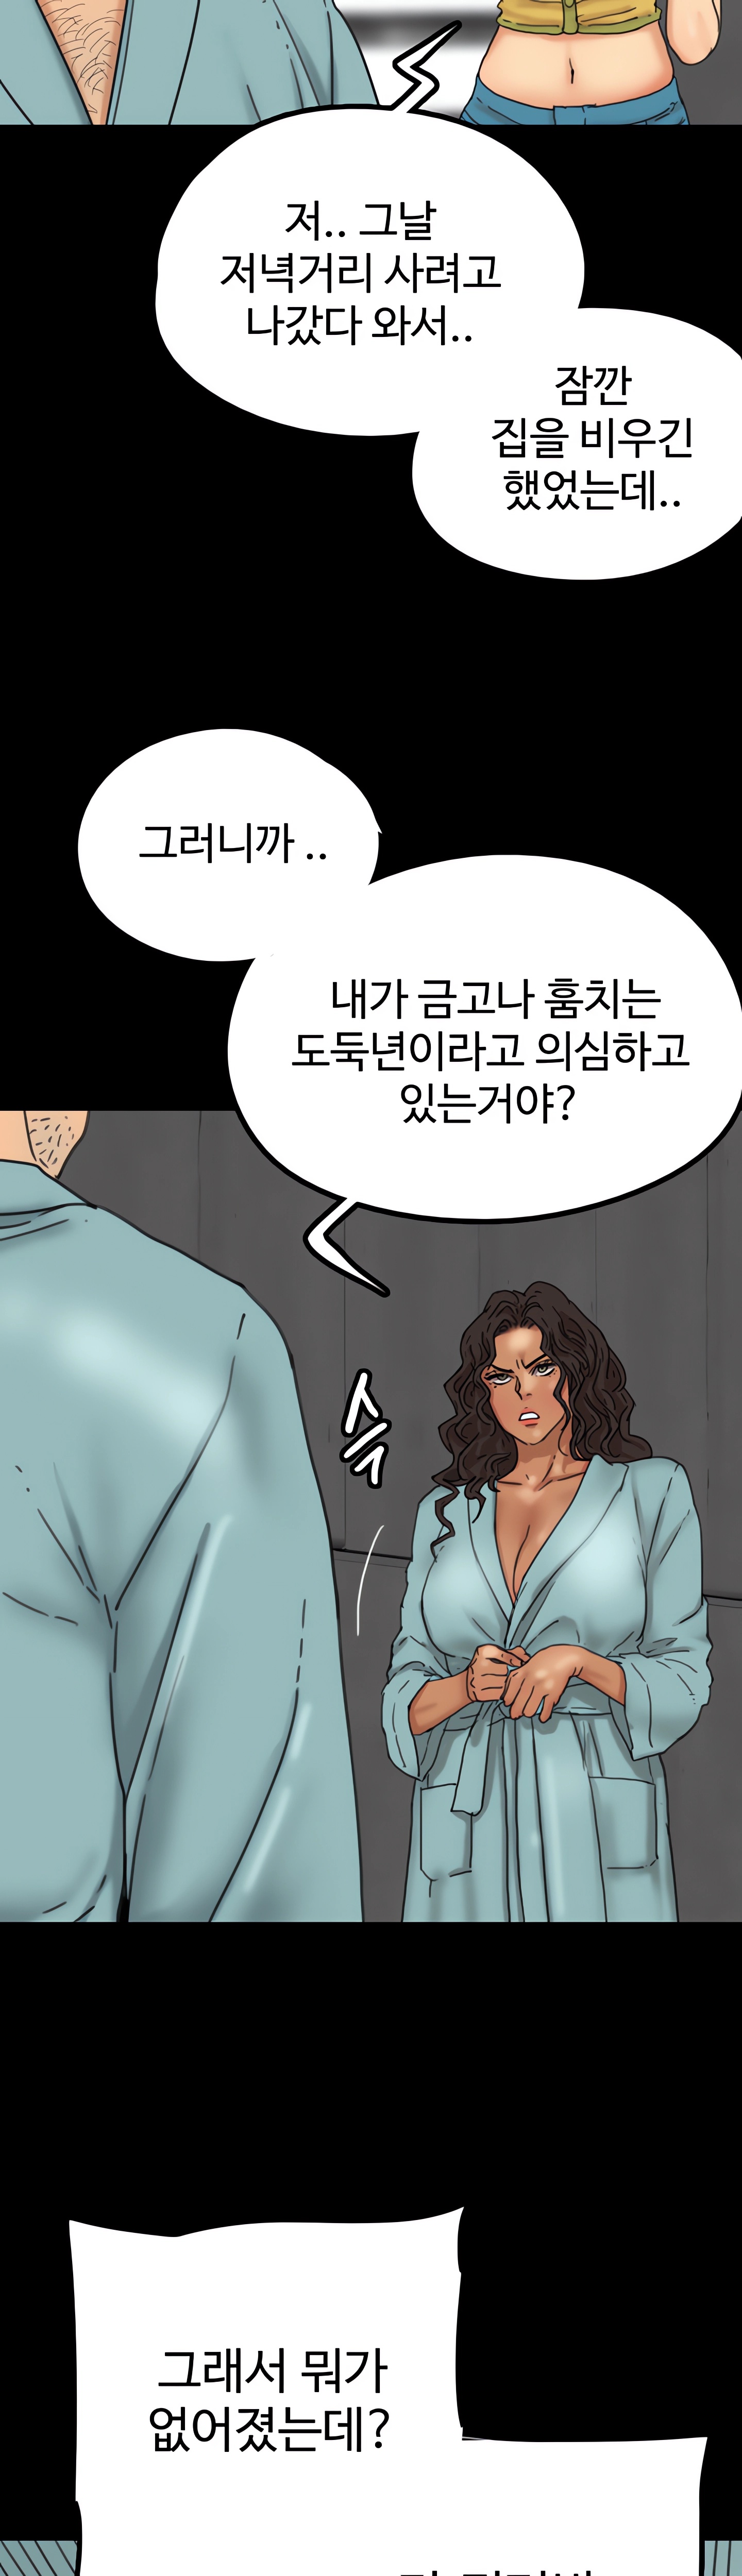 저.. 그날
저녁거리 사려고
나갔다 와서..
잠깐
집을 비우긴
했었는데..
그러니까 ..
내가 금고나 훔치는
도둑년이라고 의심하고
있는거야?
스
그래서 뭐가
없어졌는데?